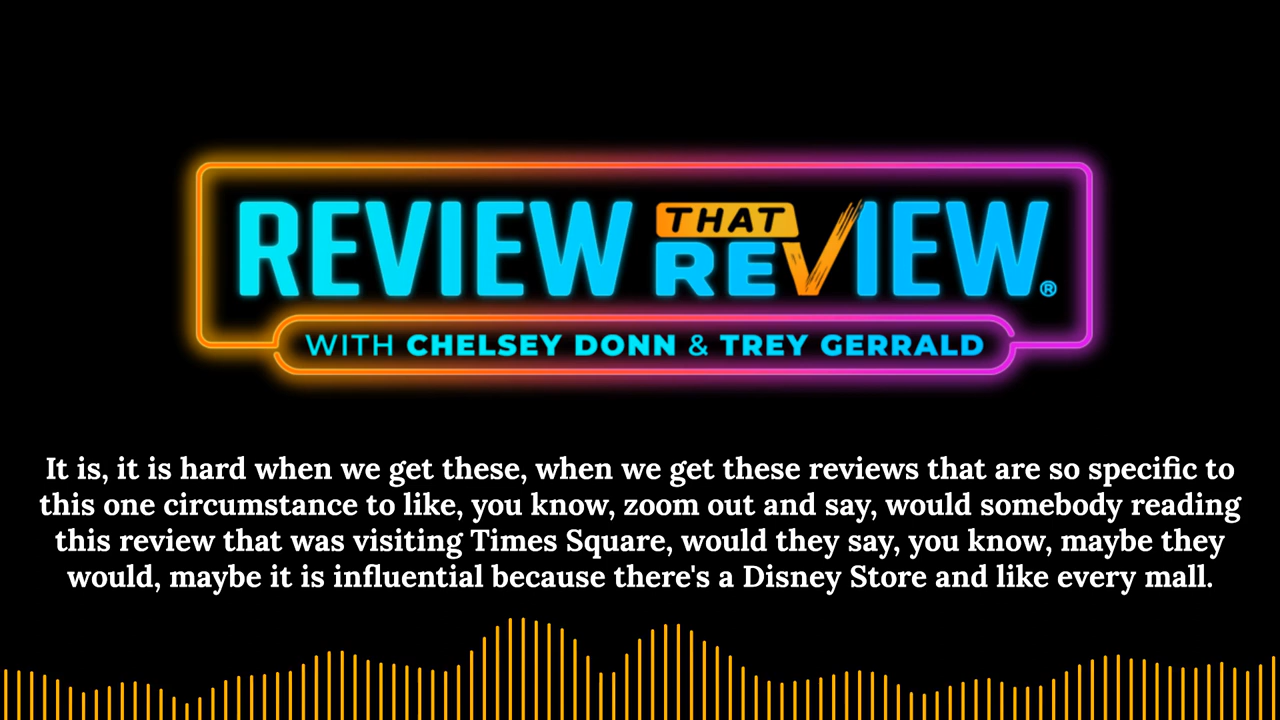 REVIEW THAT REVIEW®
WITH CHELSEY DONN & TREY GERRALD
It is, it is hard when we get these, when we get these reviews that are so specific to
this one circumstance to like, you know, zoom out and say, would somebody reading
this review that was visiting Times Square, would they say, you know, maybe they
would, maybe it is influential because there's a Disney Store and like every mall.